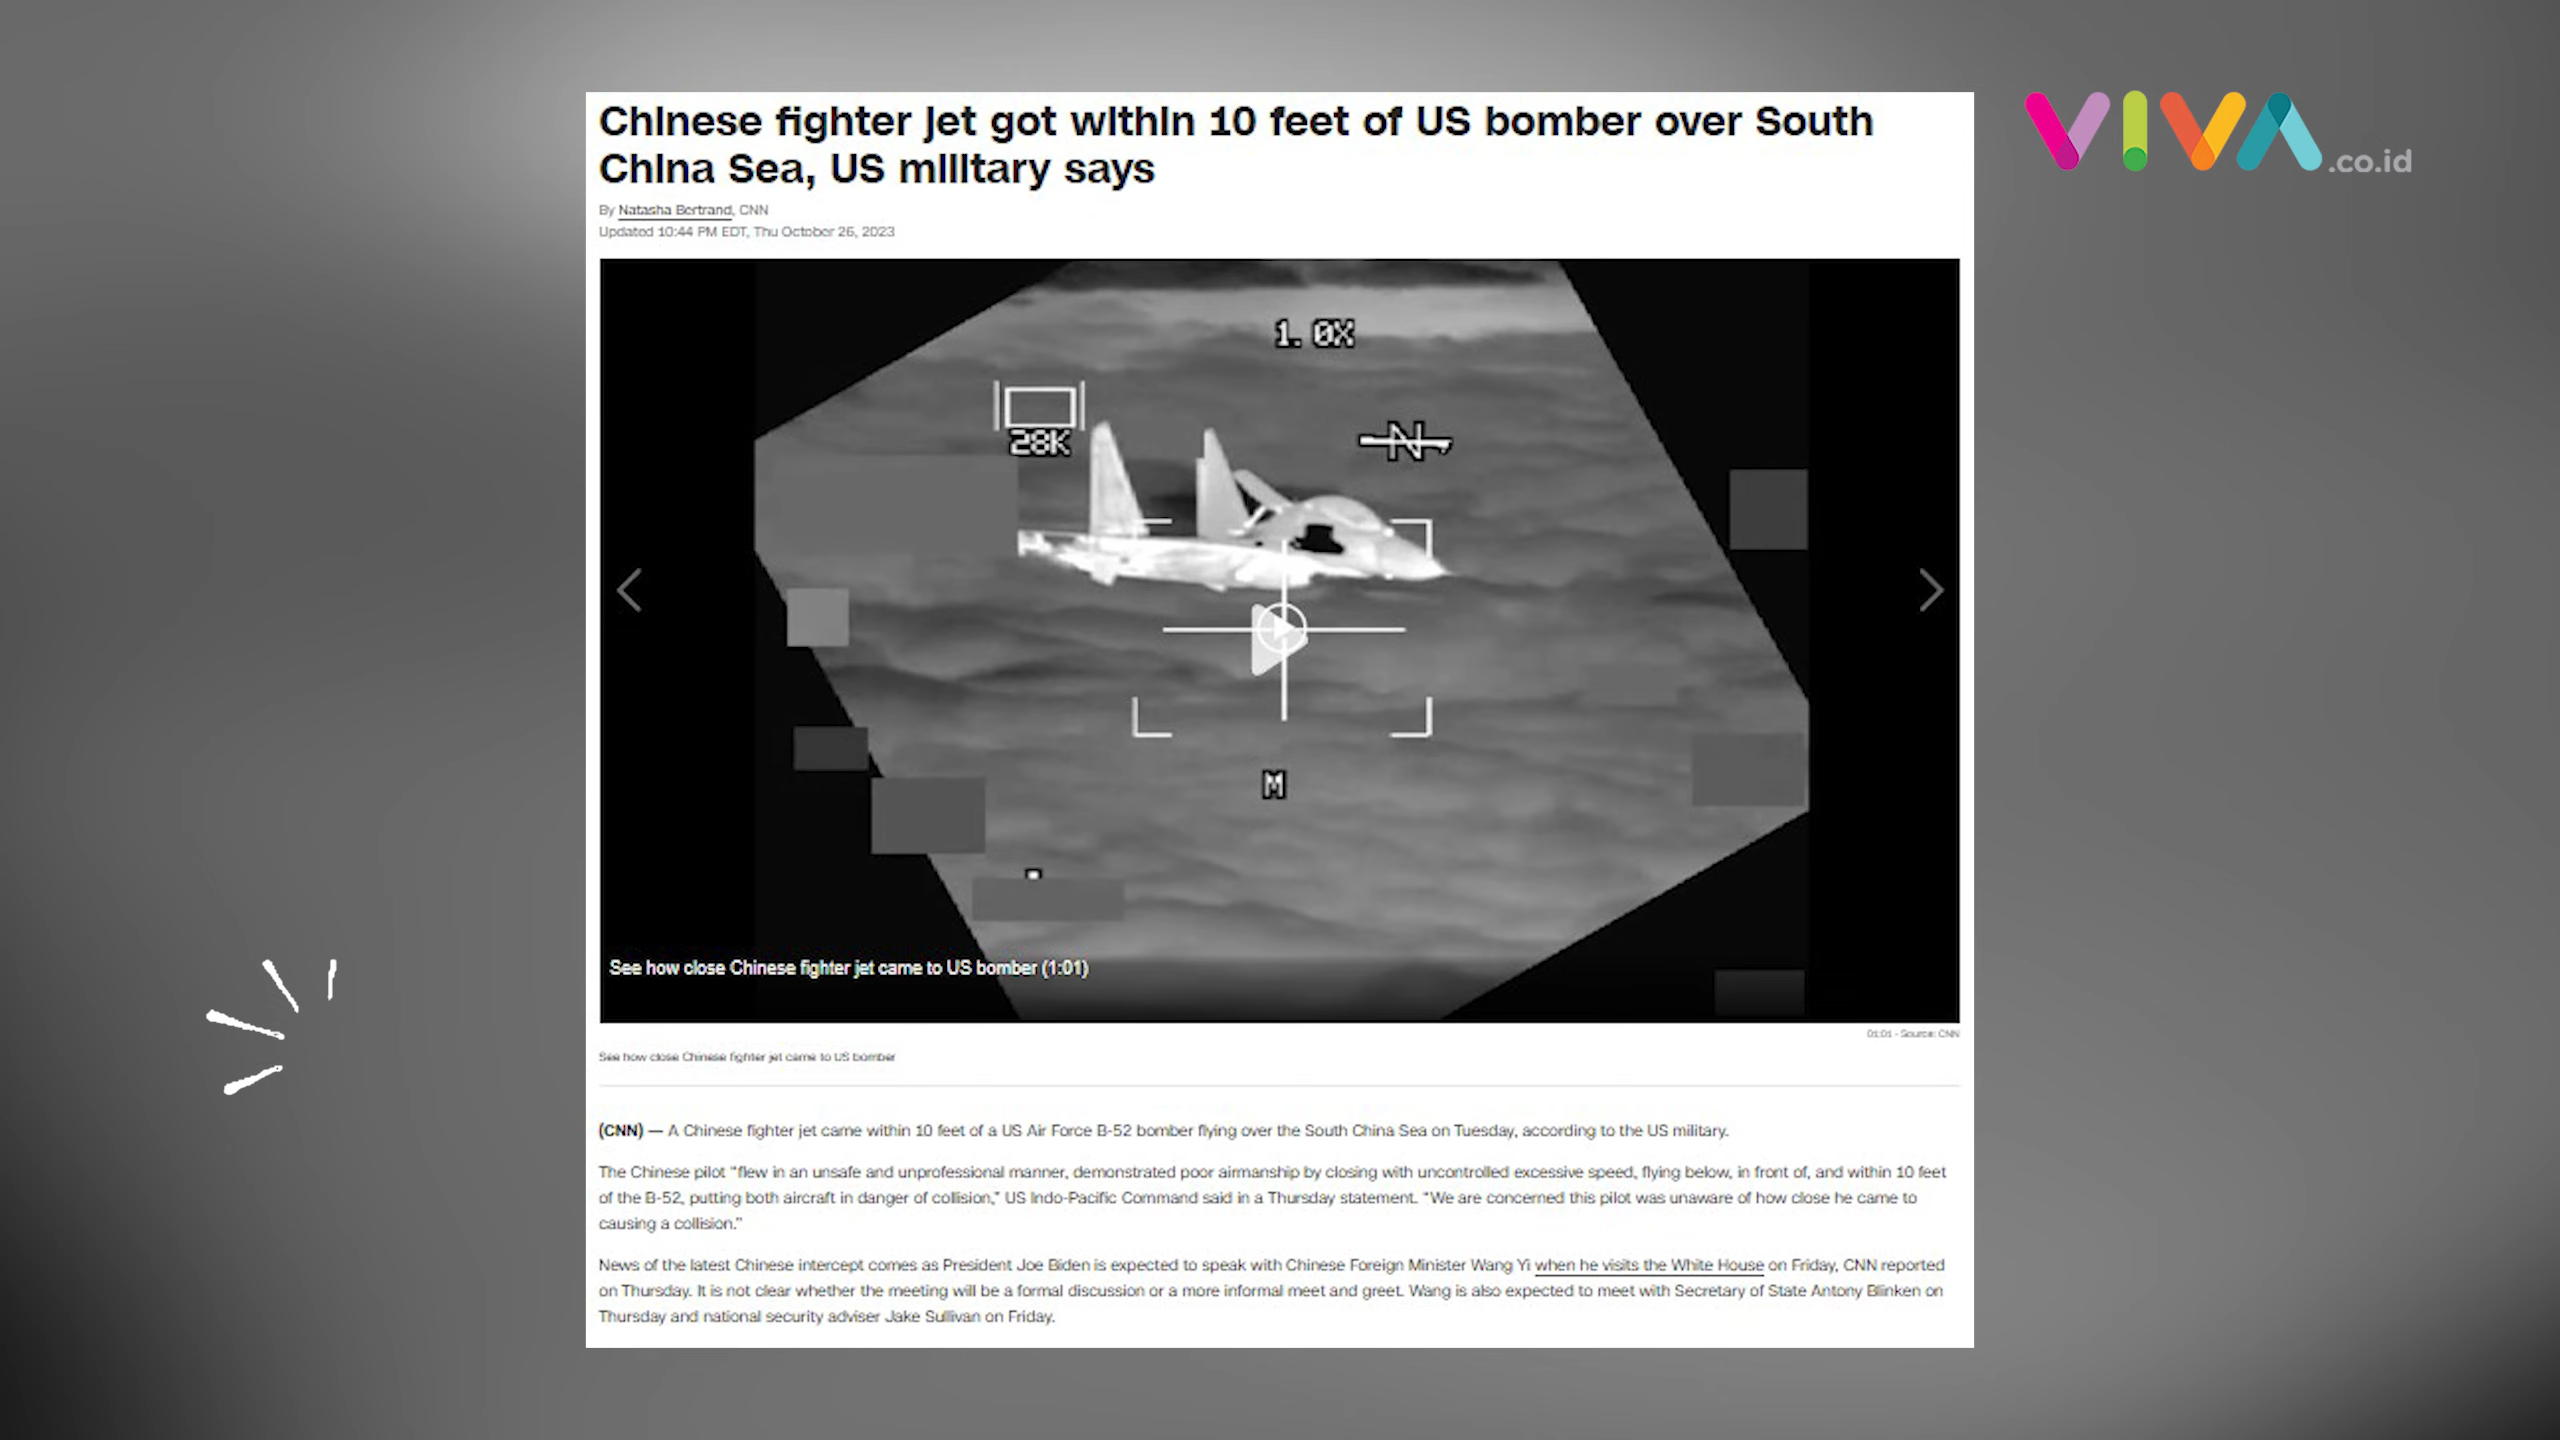 Chinese fighter jet got within 10 feet of US bomber over South
China Sea, US military says
VIVA.co.id
By Natasha Bertrand, CNN
Updated 10:44 PM EDT, Thu October 26, 2023
1.0X
28K
N
M
See how close Chinese fighter jet came to US bomber (1:01)
01:01 - Source: CNN
See how close Chinese fighter jet came to US bomber
(CNN) — A Chinese fighter jet came within 10 feet of a US Air Force B-52 bomber flying over the South China Sea on Tuesday, according to the US military.
The Chinese pilot "flew in an unsafe and unprofessional manner, demonstrated poor airmanship by closing with uncontrolled excessive speed, flying below, in front of, and within 10 feet
of the B-52, putting both aircraft in danger of collision," US Indo-Pacific Command said in a Thursday statement. "We are concerned this pilot was unaware of how close he came to
causing a collision."
News of the latest Chinese intercept comes as President Joe Biden is expected to speak with Chinese Foreign Minister Wang Yi when he visits the White House on Friday, CNN reported
on Thursday. It is not clear whether the meeting will be a formal discussion or a more informal meet and greet. Wang is also expected to meet with Secretary of State Antony Blinken on
Thursday and national security adviser Jake Sullivan on Friday.